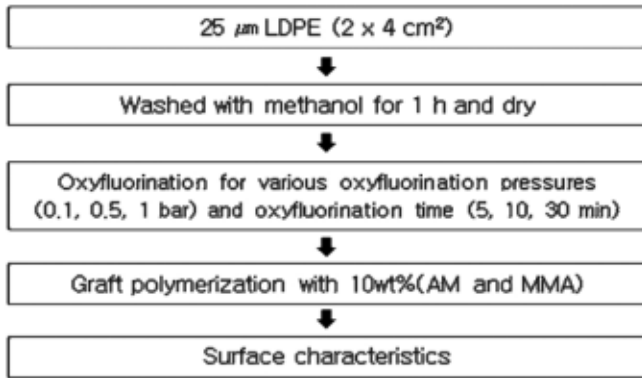 25 ㎛ LDPE (2 x 4 cm²)
Washed with methanol for 1 h and dry
Oxyfluorination for various oxyfluorination pressures
(0.1, 0.5, 1 bar) and oxyfluorination time (5, 10, 30 min)
Graft polymerization with 10wt%(AM and MMA)
Surface characteristics